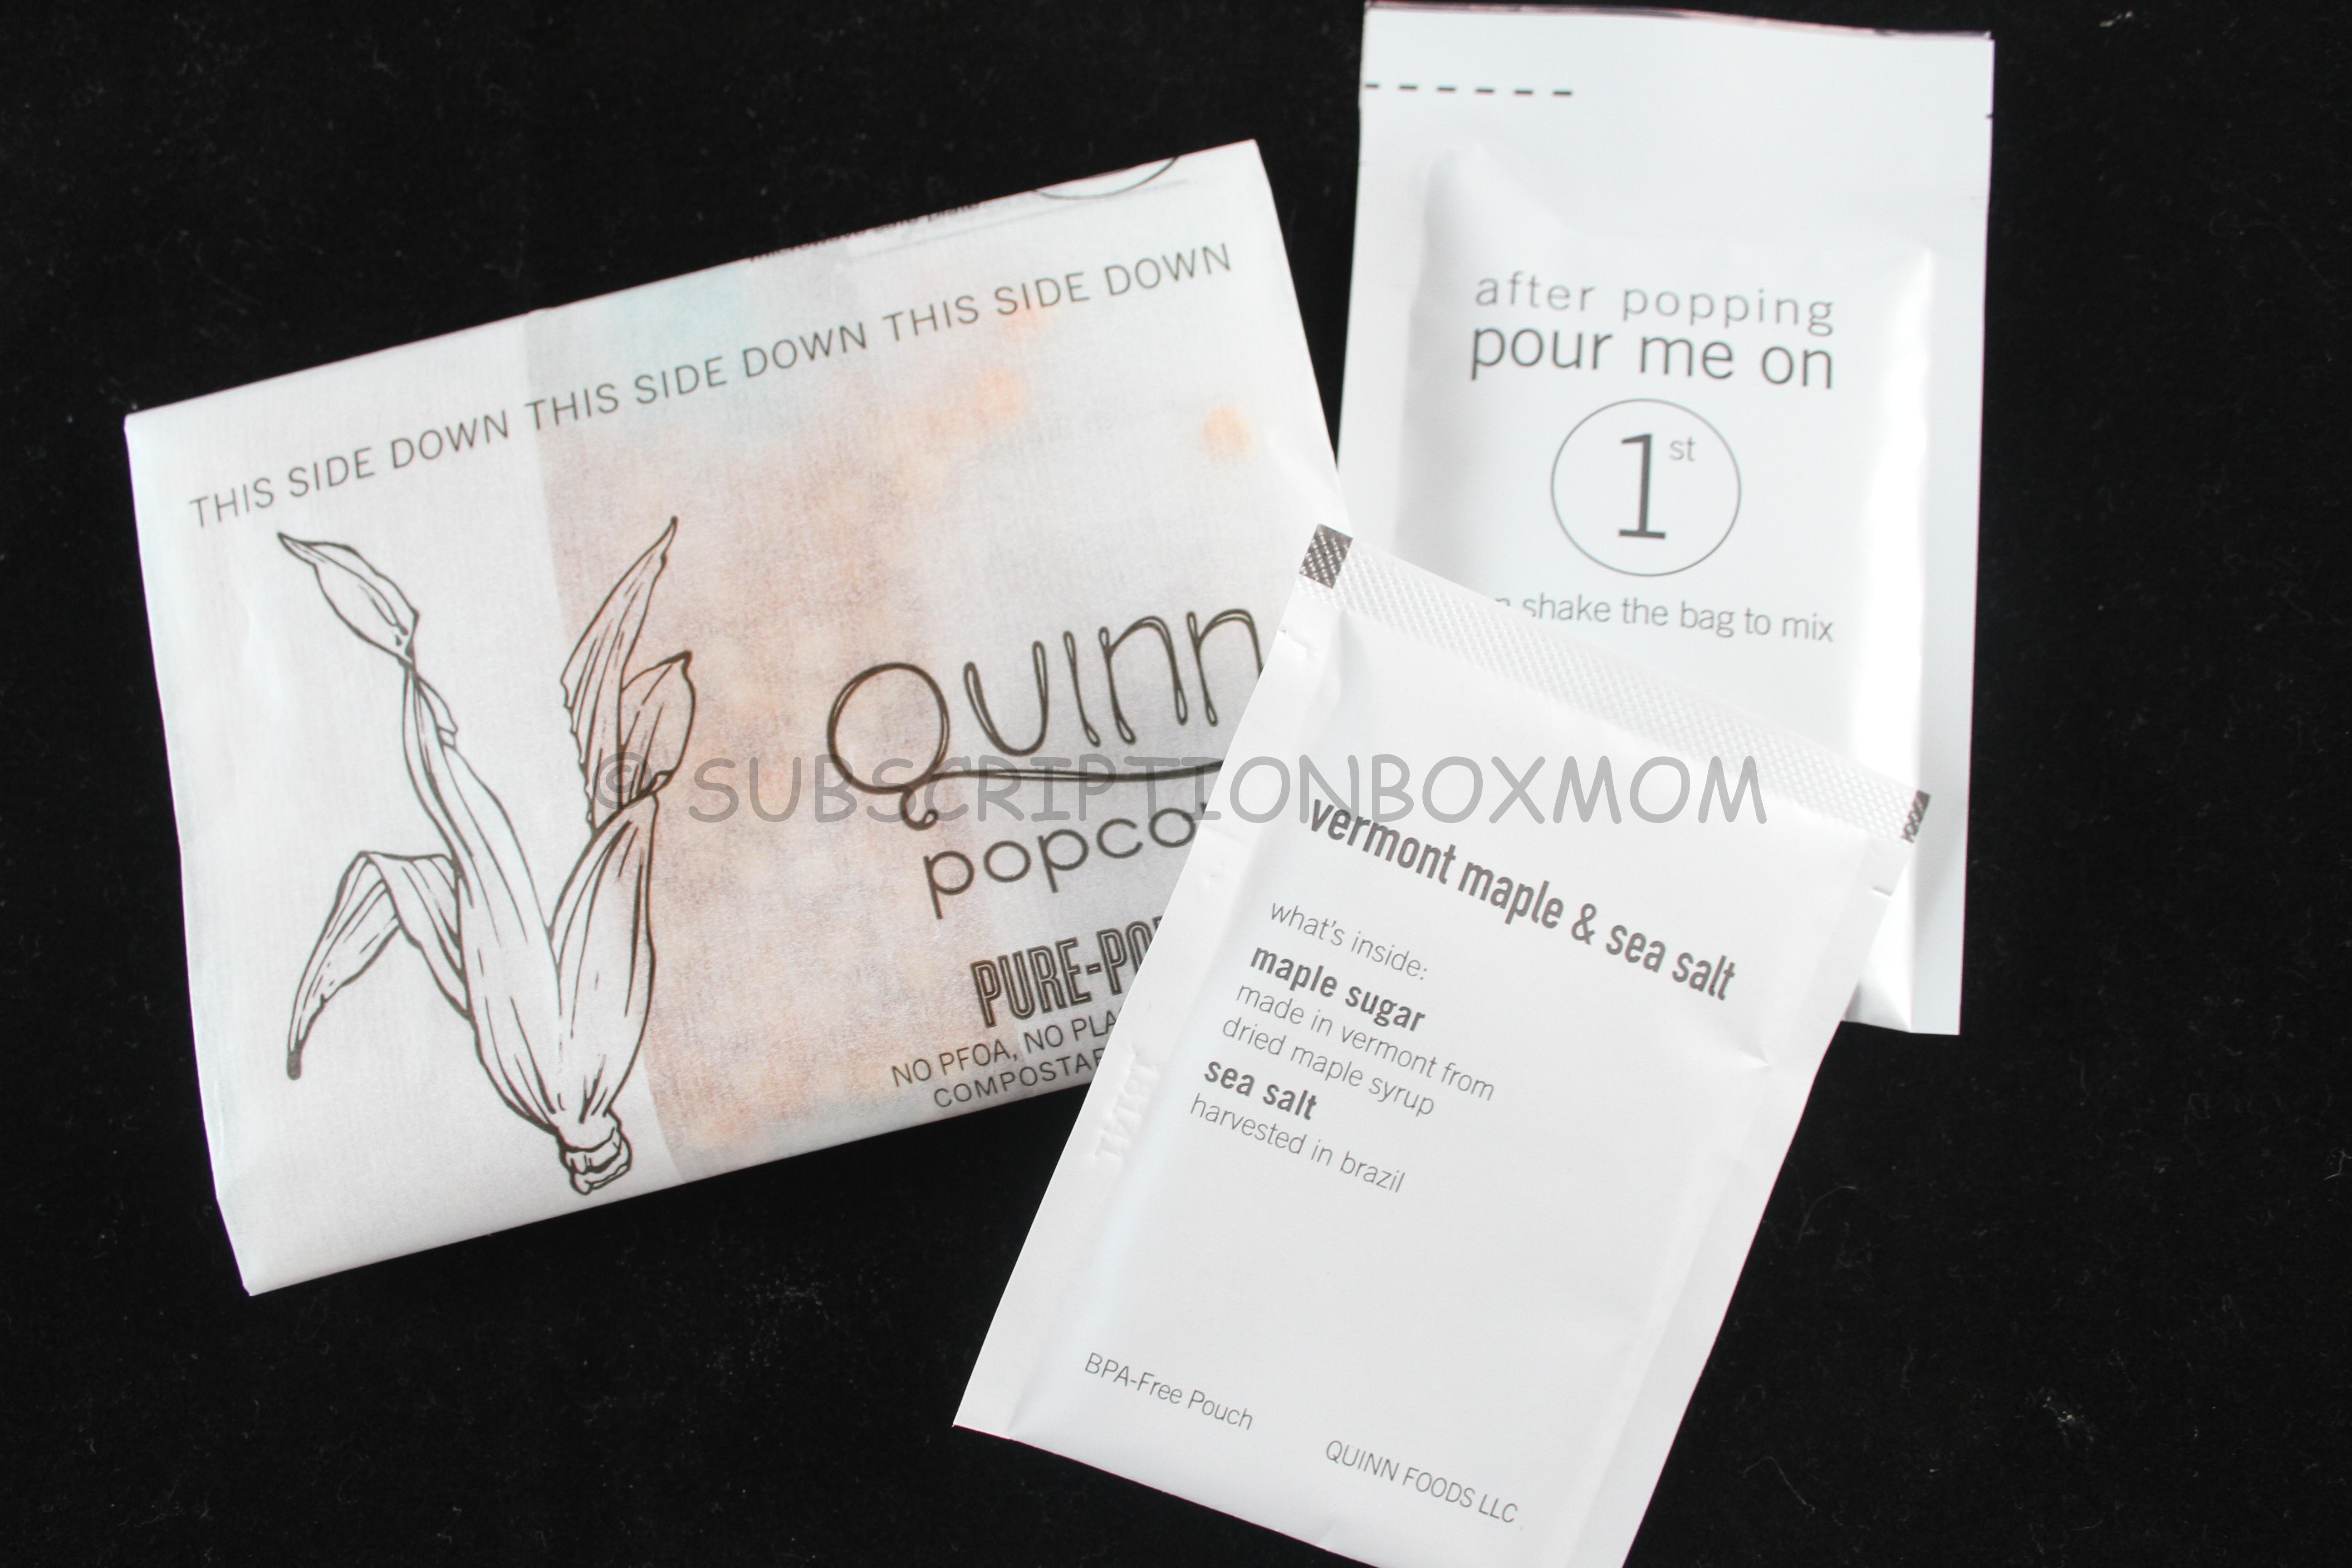 THIS SIDE DOWN THIS SIDE DOWN THIS SIDE DOWN
Quinn
popco
PURE-PO
NO PFOA, NO PLA
COMPOSTA
after popping
pour me on
1st
shake the bag to mix
© SUBSCRIPTIONBOXMOM
vermont maple & sea salt
what's inside:
maple sugar
made in vermont from
dried maple syrup
sea salt
harvested in brazil
BPA-Free Pouch
QUINN FOODS LLC